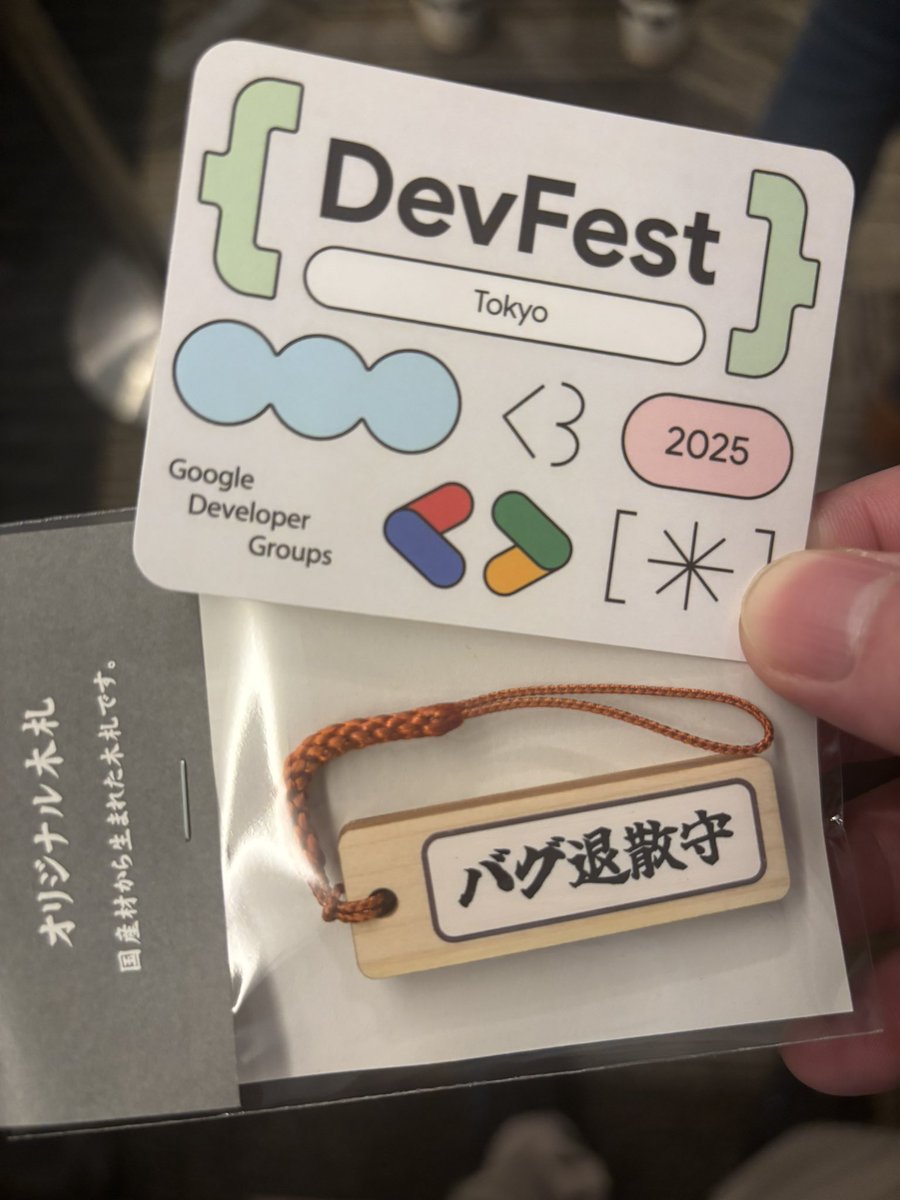 { DevFest }
Tokyo
<3
2025
Google
Developer
Groups
[*]
オリジナル木札
国産材から生まれた木札です。
バグ退散守